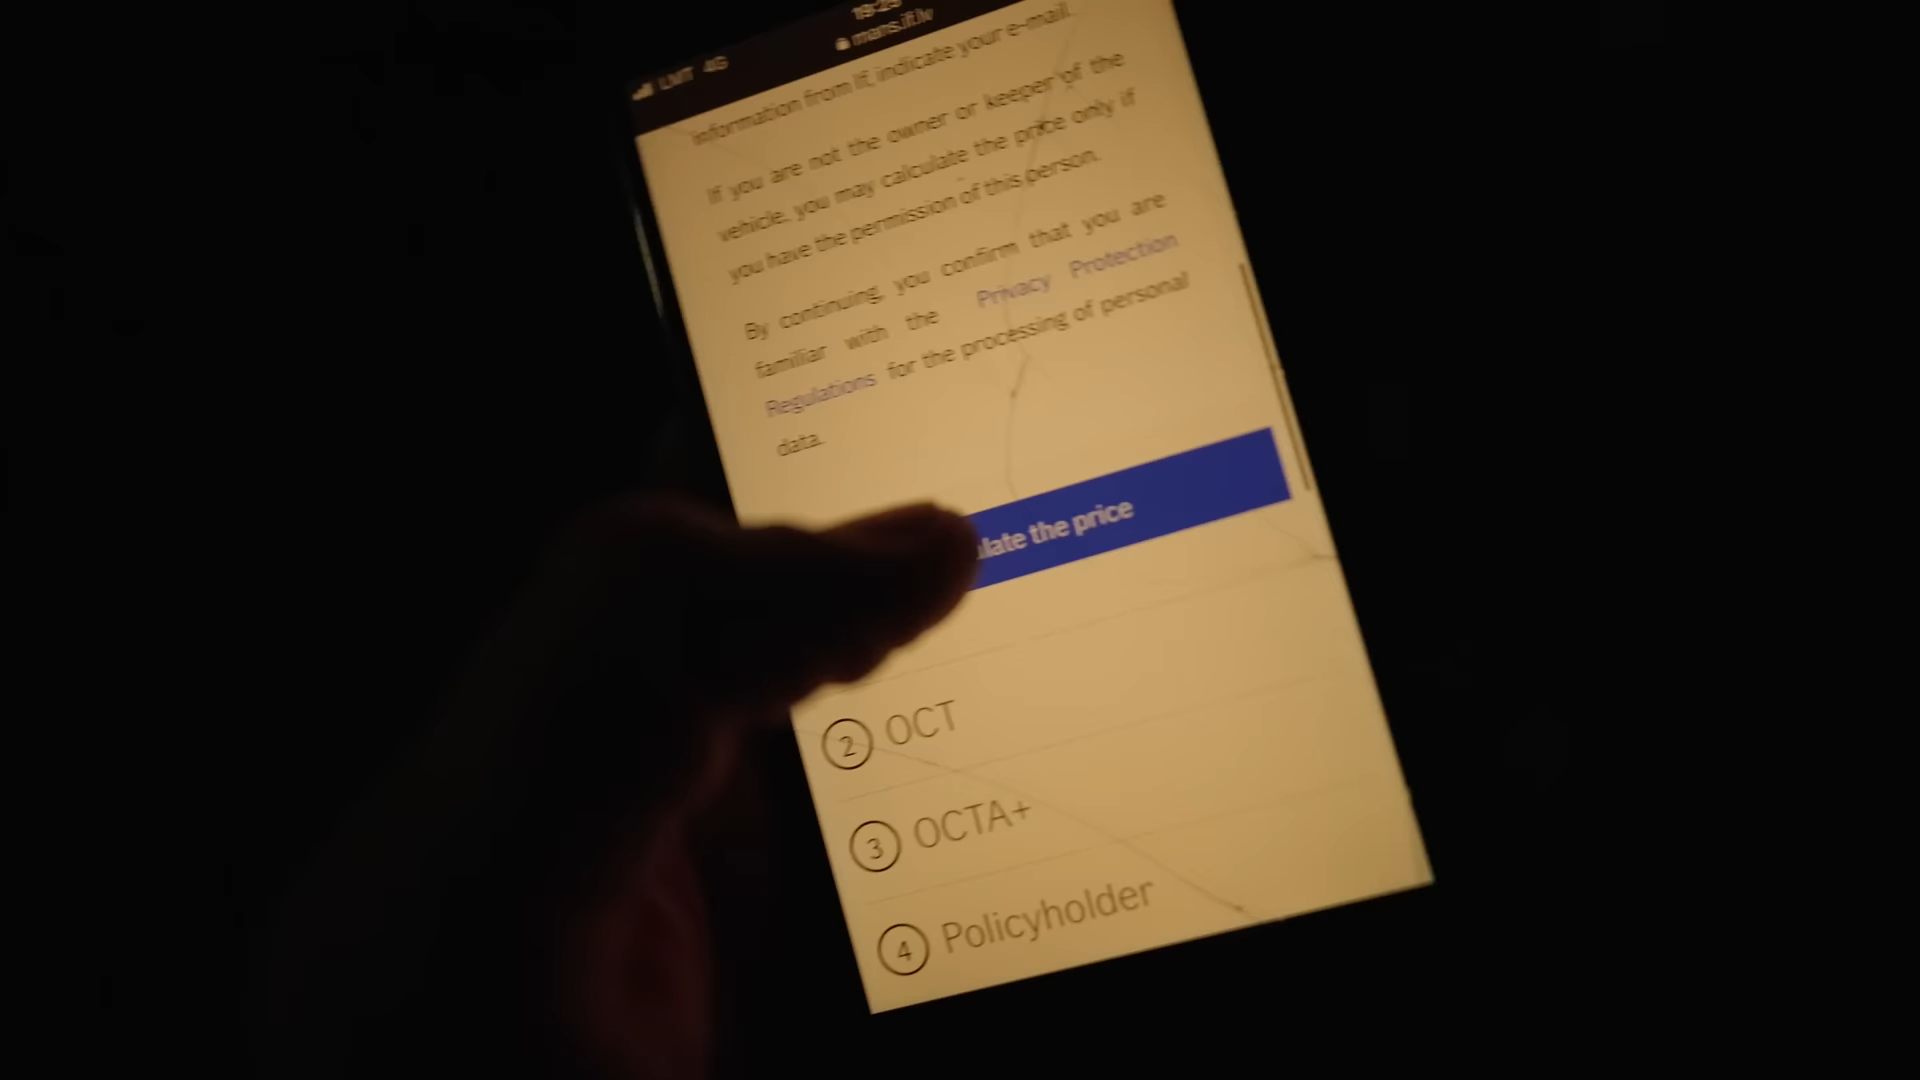 LMT 4G
mans.if.lv
information from If, indicate your e-mail.
If you are not the owner or keeper of the
vehicle, you may calculate the price only if
you have the permission of this person.
By continuing, you confirm that you are
familiar with the Privacy Protection
Regulations for the processing of personal
data.
late the price
2 OCT
3 OCTA+
4 Policyholder